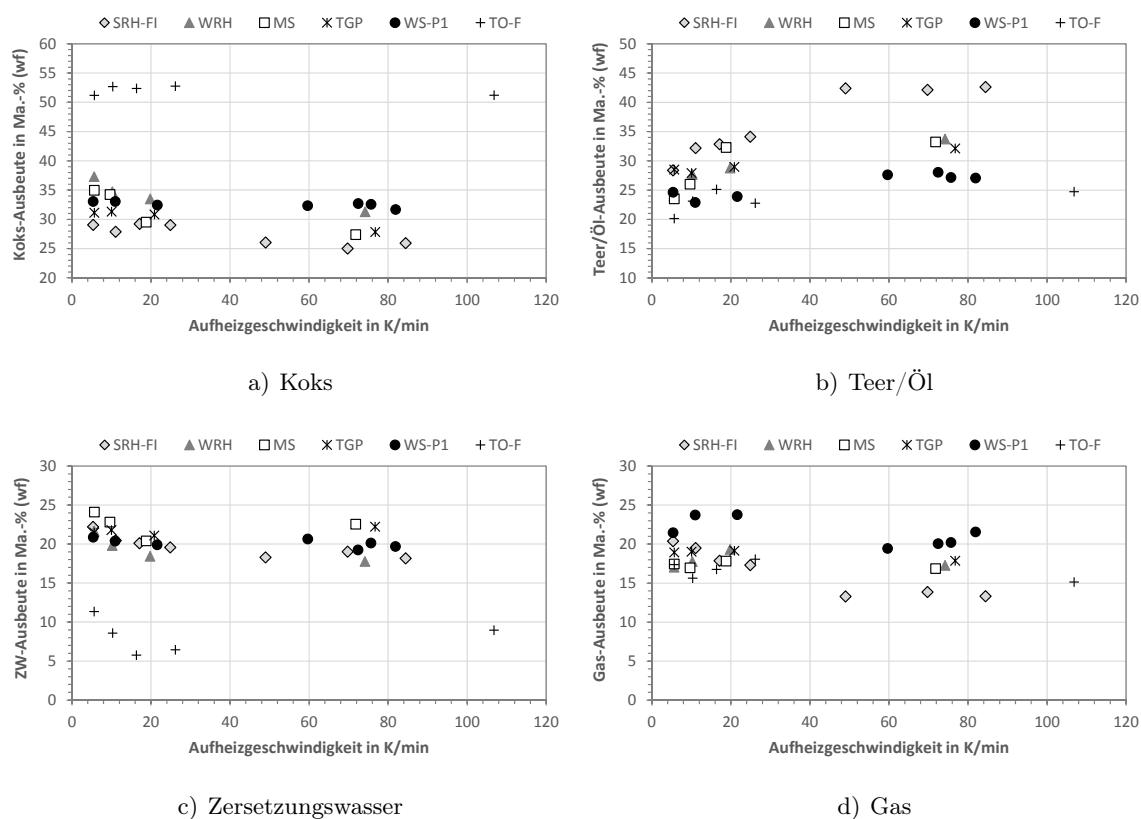 SRH-FI WRH MS TGP WS-P1 TO-F
Koks-Ausbeute in Ma.-% (wf)
60
55
50
45
40
35
30
25
20
0 20 40 60 80 100 120
Aufheizgeschwindigkeit in K/min
a) Koks
SRH-FI WRH MS TGP WS-P1 TO-F
Teer/Öl-Ausbeute in Ma.-% (wf)
50
45
40
35
30
25
20
15
10
0 20 40 60 80 100 120
Aufheizgeschwindigkeit in K/min
b) Teer/Öl
SRH-FI WRH MS TGP WS-P1 TO-F
ZW-Ausbeute in Ma.-% (wf)
30
25
20
15
10
5
0
0 20 40 60 80 100 120
Aufheizgeschwindigkeit in K/min
c) Zersetzungswasser
SRH-FI WRH MS TGP WS-P1 TO-F
Gas-Ausbeute in Ma.-% (wf)
30
25
20
15
10
5
0
0 20 40 60 80 100 120
Aufheizgeschwindigkeit in K/min
d) Gas